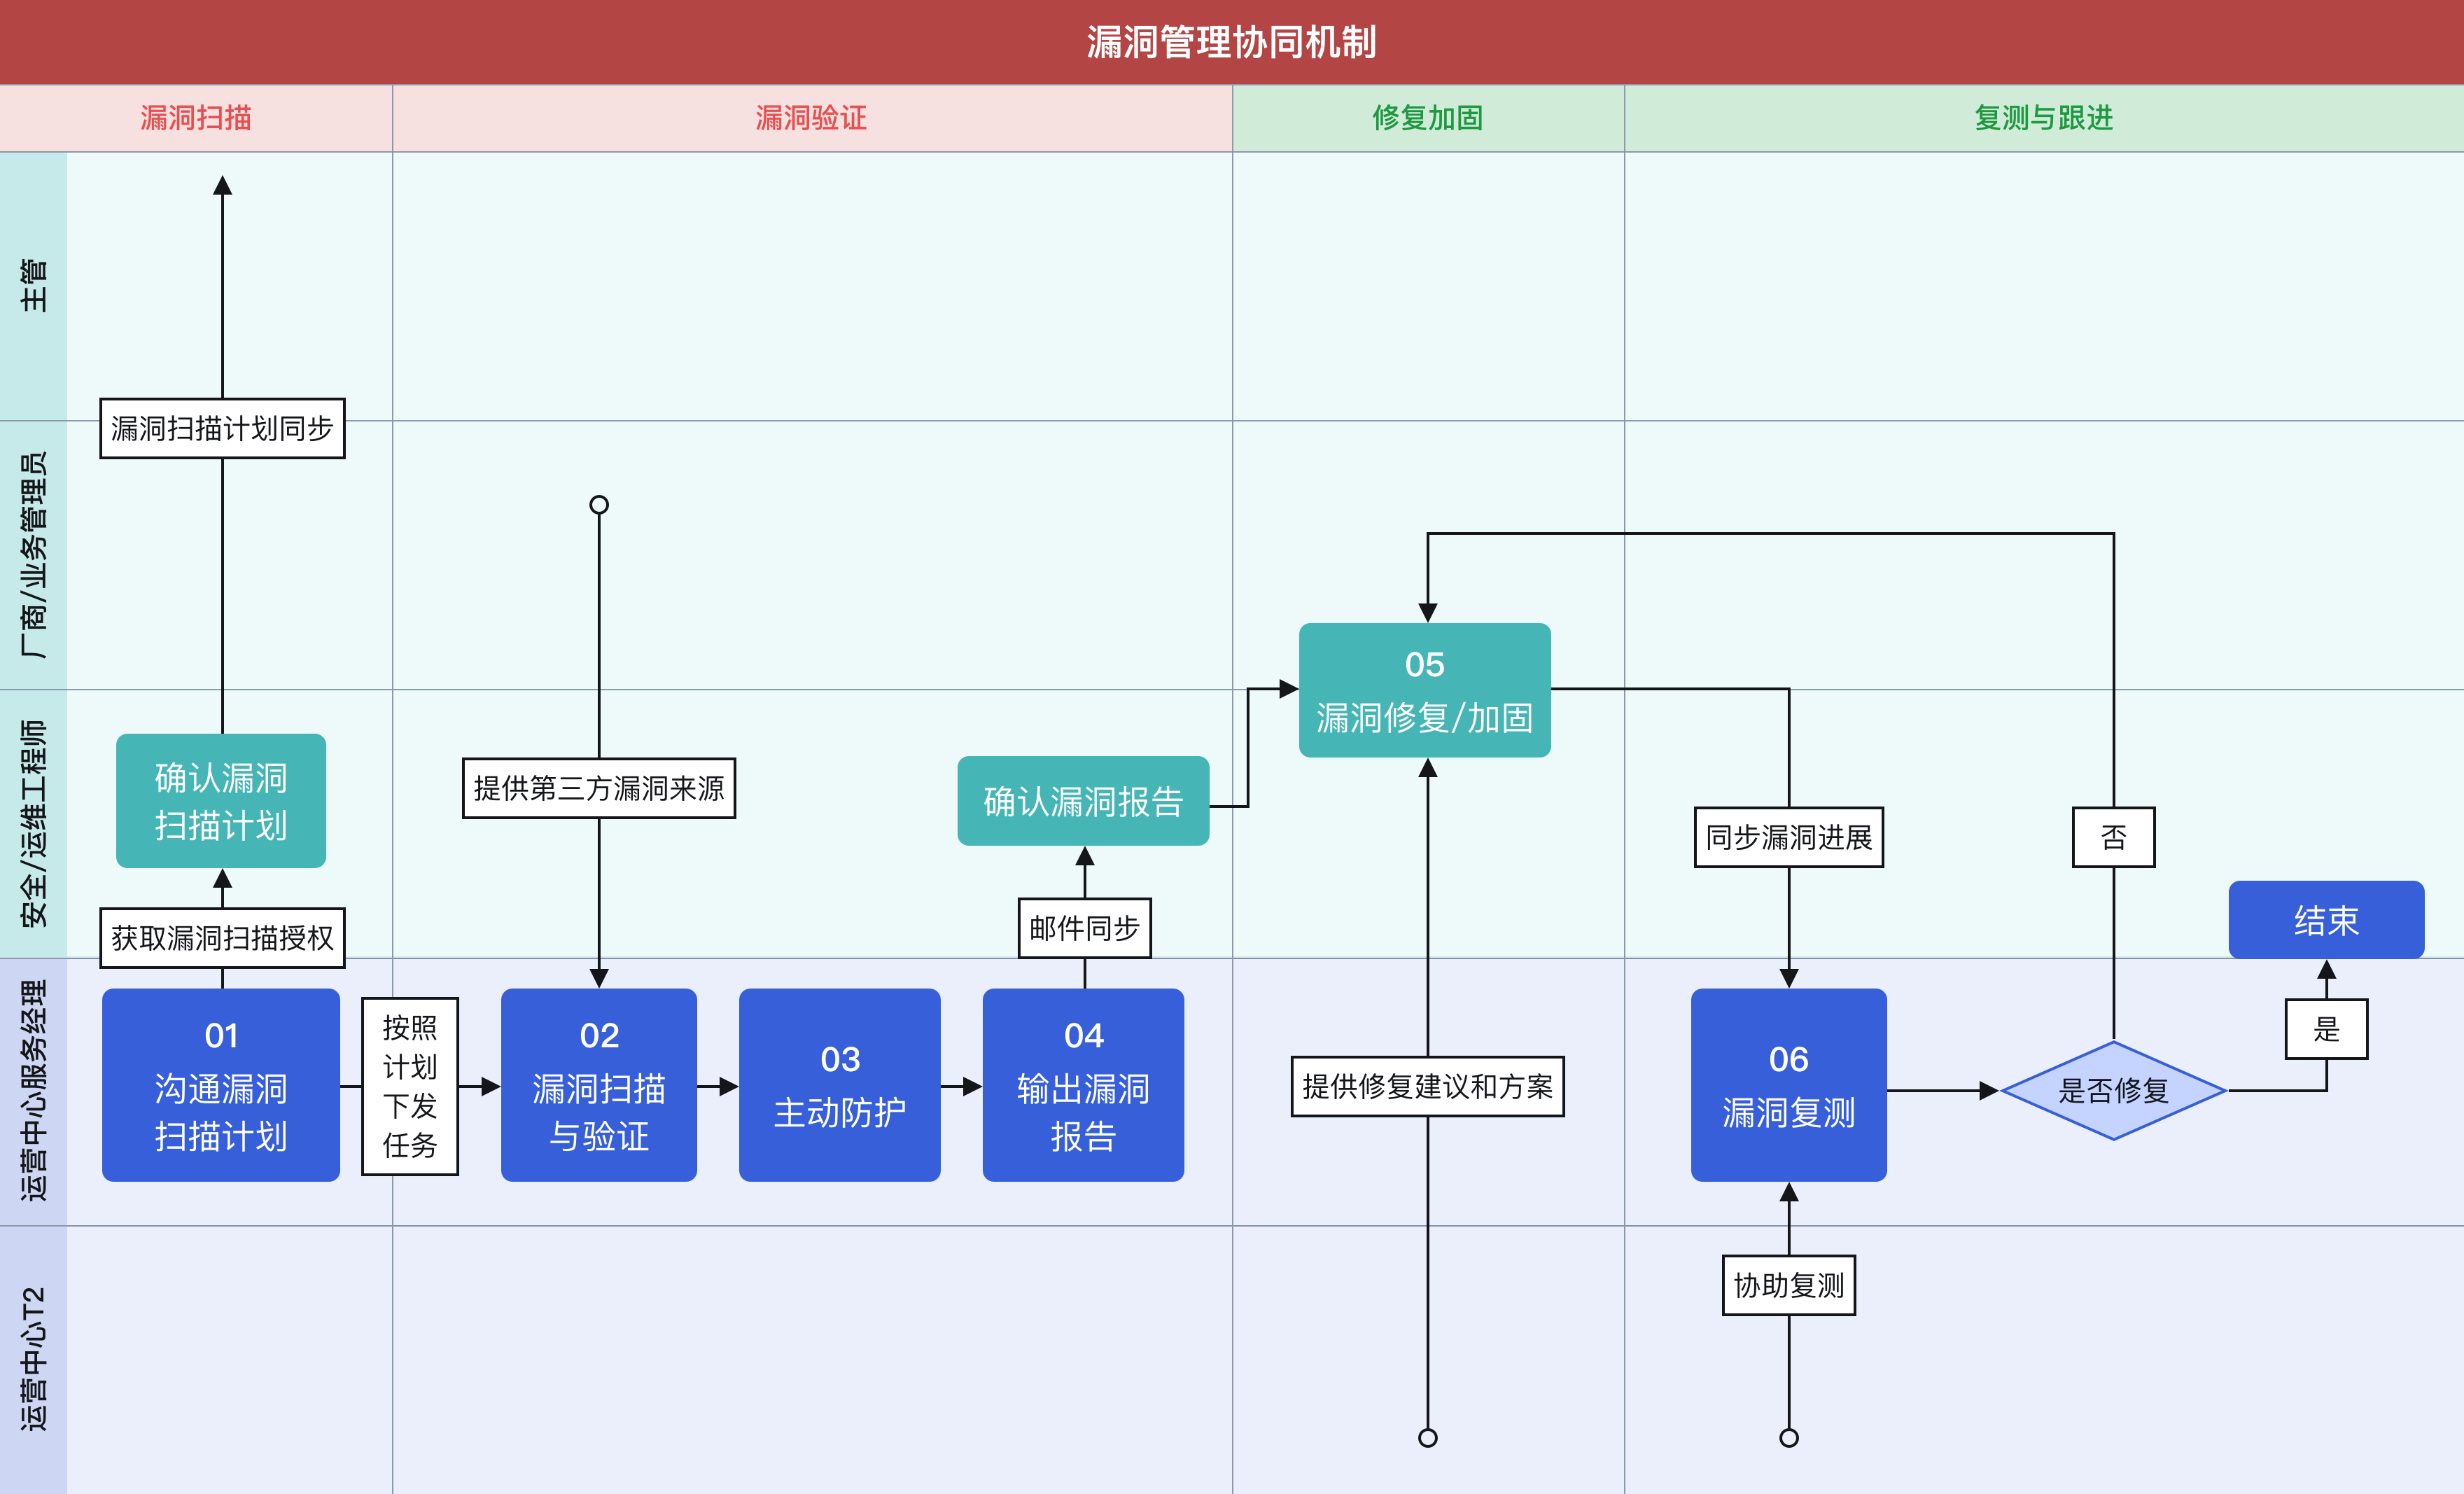 漏洞管理协同机制
漏洞扫描
漏洞验证
修复加固
复测与跟进
主管
厂商/业务管理员
安全/运维工程师
运营中心服务经理
运营中心T2
漏洞扫描计划同步
确认漏洞
扫描计划
获取漏洞扫描授权
01
沟通漏洞
扫描计划
按照
计划
下发
任务
提供第三方漏洞来源
02
漏洞扫描
与验证
03
主动防护
04
输出漏洞
报告
邮件同步
确认漏洞报告
05
漏洞修复/加固
提供修复建议和方案
同步漏洞进展
06
漏洞复测
协助复测
是否修复
否
是
结束